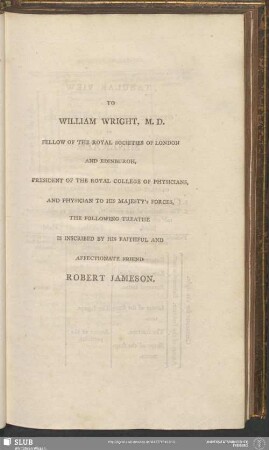 TO
WILLIAM WRIGHT, M. D.
FELLOW OF THE ROYAL SOCIETIES OF LONDON
AND EDINBURGH,
PRESIDENT OF THE ROYAL COLLEGE OF PHYSICIANS,
AND PHYSICIAN TO HIS MAJESTY'S FORCES,
THE FOLLOWING TREATISE
IS INSCRIBED BY HIS FAITHFUL AND
AFFECTIONATE FRIEND
ROBERT JAMESON.
SLUB